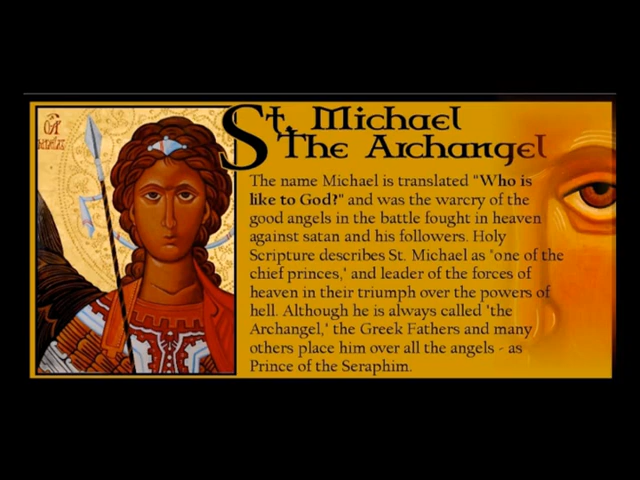 St. Michael
The Archangel
The name Michael is translated "Who is
like to God?" and was the warcry of the
good angels in the battle fought in heaven
against satan and his followers. Holy
Scripture describes St. Michael as "one of the
chief princes,' and leader of the forces of
heaven in their triumph over the powers of
hell. Although he is always called 'the
Archangel,' the Greek Fathers and many
others place him over all the angels - as
Prince of the Seraphim.